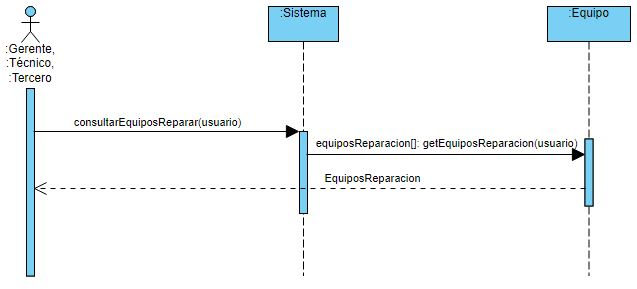 :Sistema
:Equipo
:Gerente,
:Técnico,
:Tercero
consultarEquiposReparar(usuario)
equiposReparacion[]: getEquiposReparacion(usuario)
EquiposReparacion